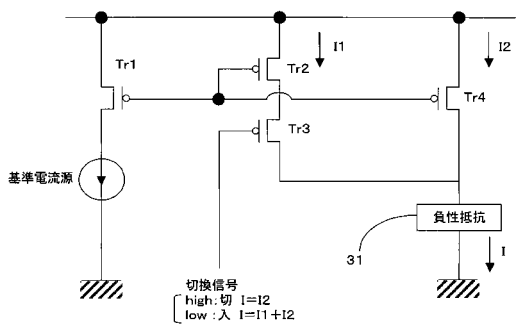 I1
I2
Tr1
Tr2
Tr4
Tr3
基準電流源
負性抵抗
31
I
切換信号
high:切 I=I2
low :入 I=I1+I2